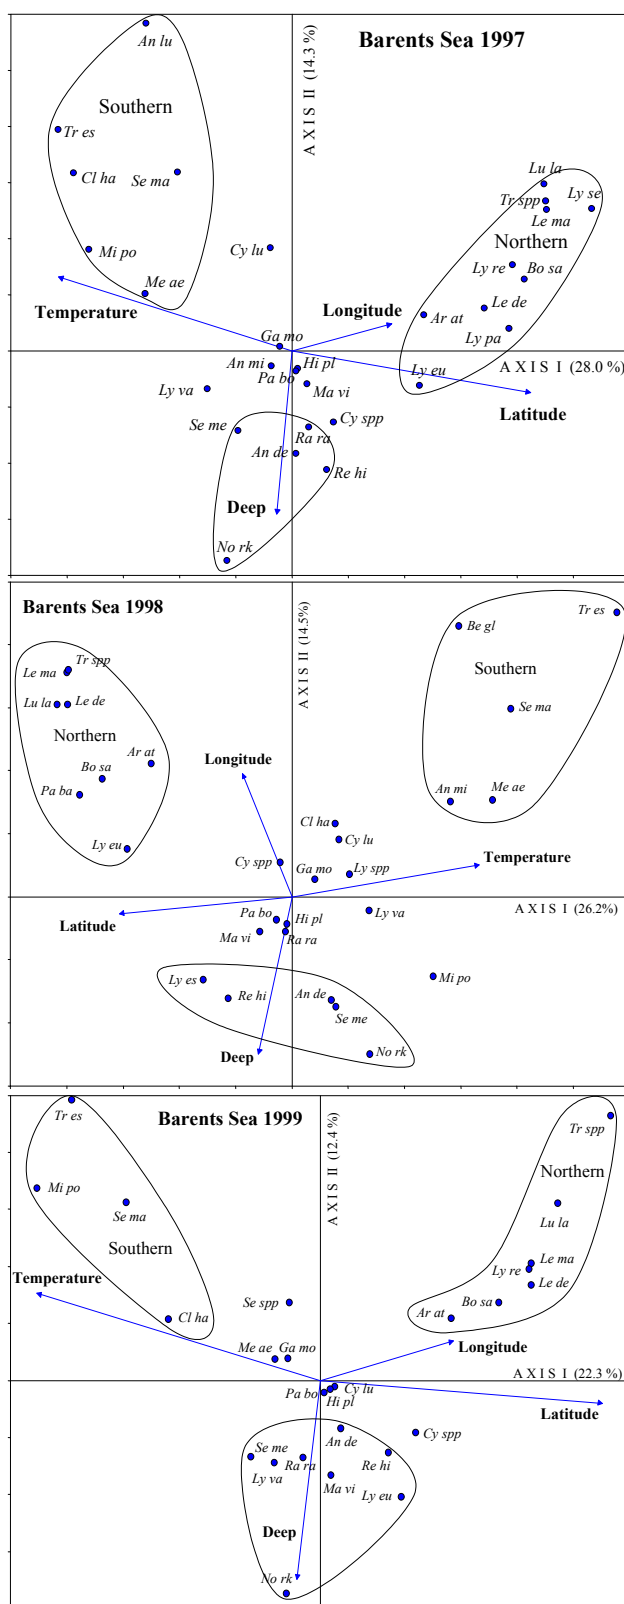 Barents Sea 1997
AXIS II (14.3 %)
An lu
Southern
Tr es
Cl ha
Se ma
Lu la
Tr spp
Ly se
Le ma
Northern
Mi po
Cy lu
Ly re
Bo sa
Me ae
Temperature
Longitude
Le de
Ar at
Ly pa
Ga mo
AXIS I (28.0 %)
An mi
Hi pl
Pa bo
Ly eu
Ly va
Ma vi
Latitude
Se me
Cy spp
Ra ra
An de
Re hi
Deep
No rk
Barents Sea 1998
AXIS II (14.5%)
Tr es
Be gl
Tr spp
Le ma
Southern
Lu la
Le de
Se ma
Northern
Ar at
Longitude
Bo sa
Pa ba
An mi
Me ae
Cl ha
Ly eu
Cy lu
Cy spp
Ga mo
Ly spp
Temperature
AXIS I (26.2%)
Latitude
Pa bo
Hi pl
Ly va
Ma vi
Ra ra
Ly es
Mi po
Re hi
An de
Se me
Deep
No rk
Barents Sea 1999
AXIS II (12.4 %)
Tr es
Tr spp
Northern
Mi po
Se ma
Lu la
Southern
Le ma
Ly re
Temperature
Le de
Se spp
Cl ha
Ar at
Bo sa
Me ae
Ga mo
Longitude
AXIS I (22.3 %)
Pa bo
Cy lu
Hi pl
Latitude
An de
Cy spp
Se me
Ra ra
Re hi
Ly va
Ma vi
Ly eu
Deep
No rk